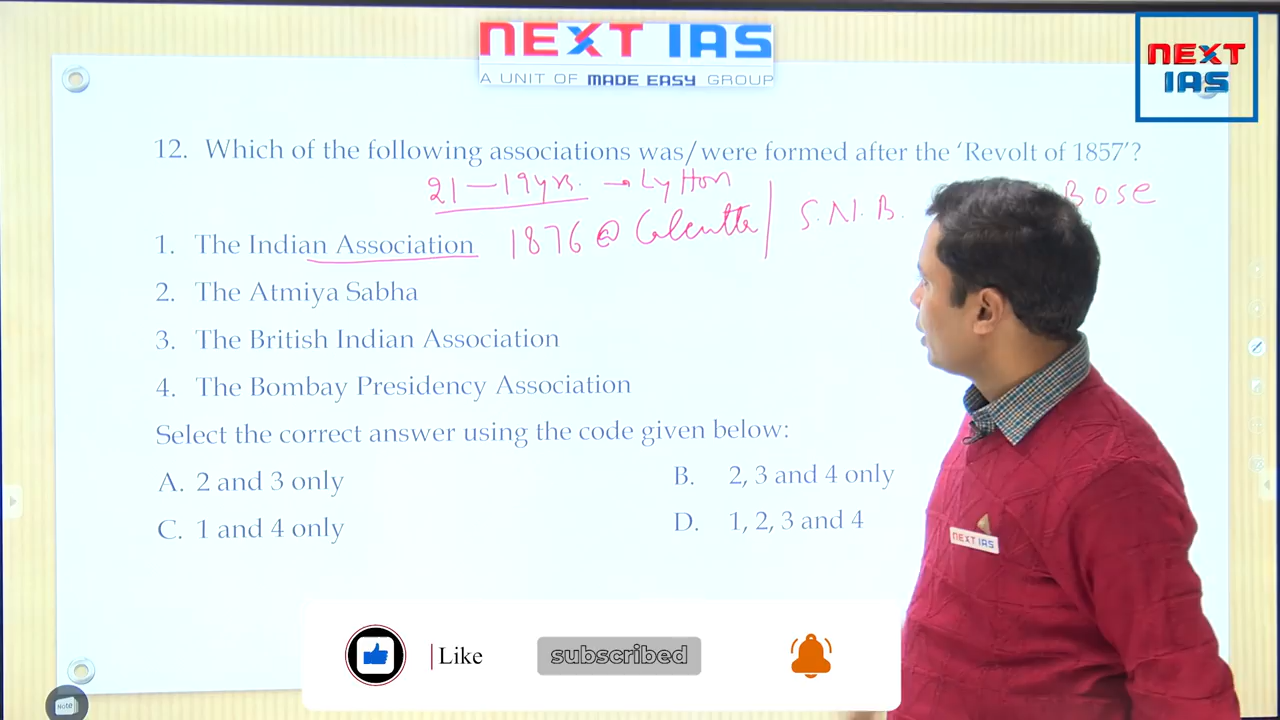 NEXT IAS
A UNIT OF MADE EASY GROUP
NEXT
IAS
12. Which of the following associations was/were formed after the ‘Revolt of 1857’?
21 — 19 yrs. → Lytton
1. The Indian Association 1876 @ Calcutta / S.N.B. Bose
2. The Atmiya Sabha
3. The British Indian Association
4. The Bombay Presidency Association
Select the correct answer using the code given below:
A. 2 and 3 only B. 2, 3 and 4 only
C. 1 and 4 only D. 1, 2, 3 and 4
NEXT IAS
Like subscribed
Note